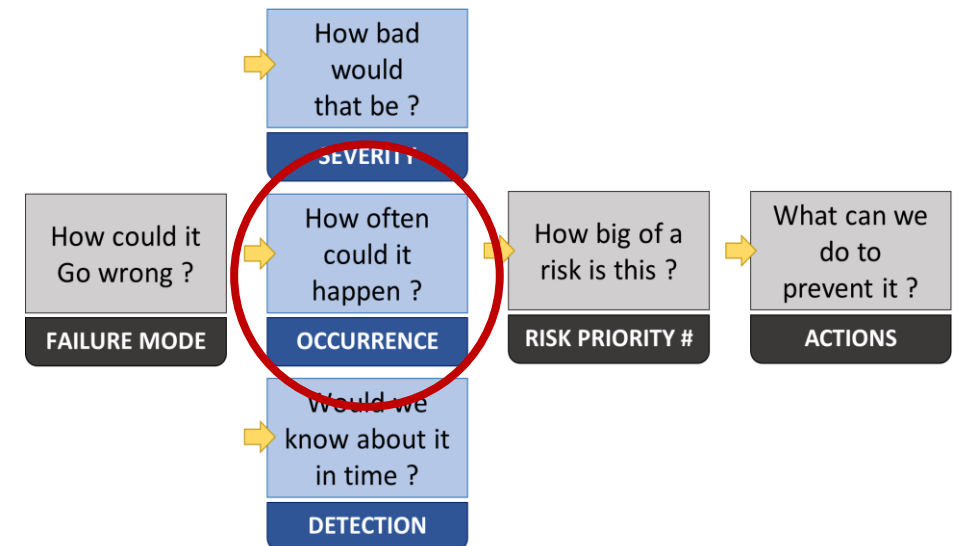 How bad
would
that be ?
SEVERITY
How could it
Go wrong ?
FAILURE MODE
How often
could it
happen ?
OCCURRENCE
How big of a
risk is this ?
RISK PRIORITY #
What can we
do to
prevent it ?
ACTIONS
Would we
know about it
in time ?
DETECTION